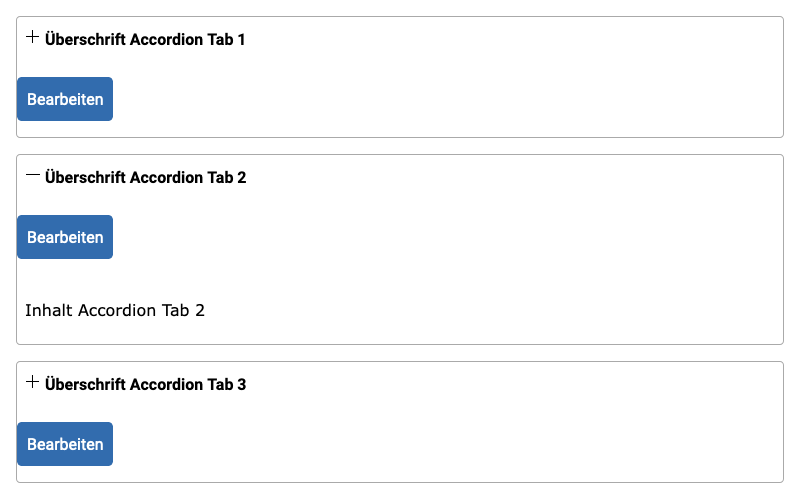 Überschrift Accordion Tab 1
Bearbeiten
Überschrift Accordion Tab 2
Bearbeiten
Inhalt Accordion Tab 2
Überschrift Accordion Tab 3
Bearbeiten